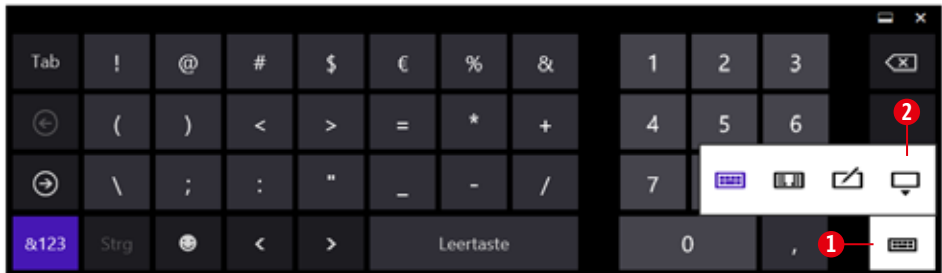 Tab ! @ # $ € % & 1 2 3
( ) < > = * + 4 5 6 2
\ ; : " _ - / 7
&123 Strg < > Leertaste 0 , 1